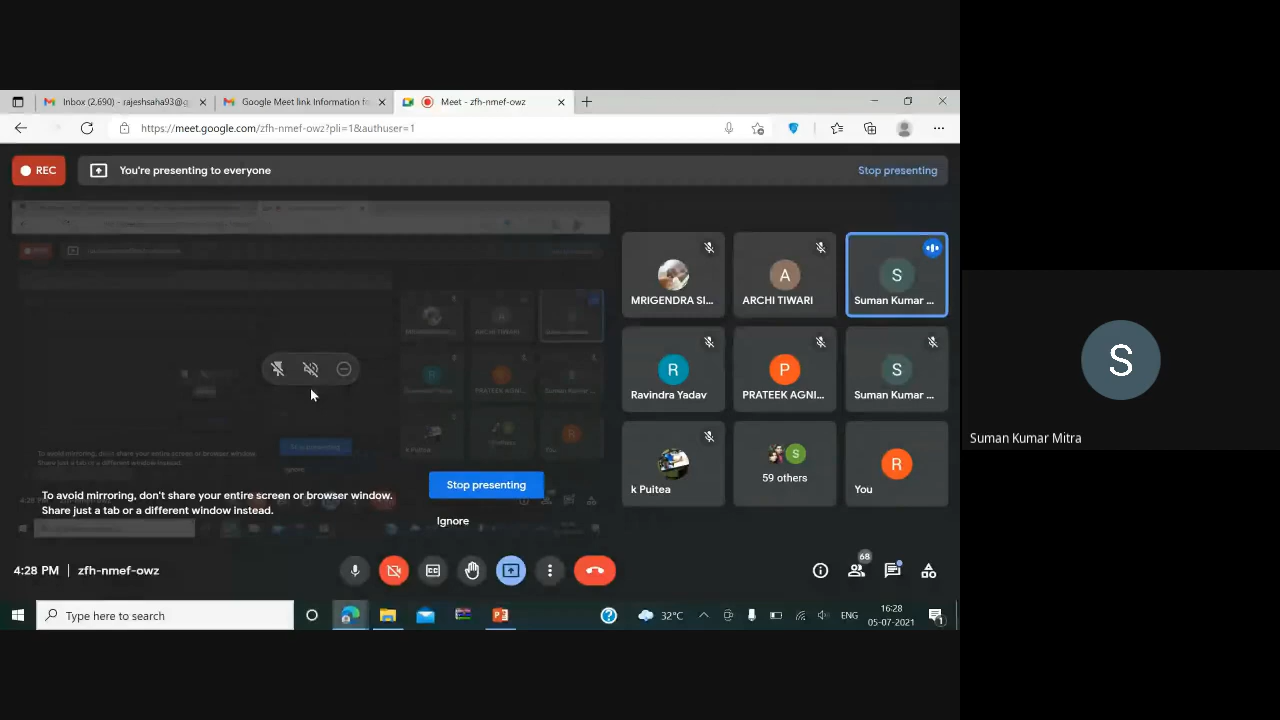 Inbox (2,690) - rajeshsaha93@g
Google Meet link Information fo
Meet - zfh-nmef-owz
https://meet.google.com/zfh-nmef-owz?pli=1&authuser=1
REC
You're presenting to everyone
Stop presenting
MRIGENDRA SI...
ARCHI TIWARI
S
Suman Kumar ...
A
R
Ravindra Yadav
P
PRATEEK AGNI...
S
Suman Kumar ...
k Puitea
S
59 others
R
You
To avoid mirroring, don't share your entire screen or browser window.
Share just a tab or a different window instead.
Stop presenting
Ignore
4:28 PM | zfh-nmef-owz
68
Type here to search
32°C
ENG
16:28
05-07-2021
1
S
Suman Kumar Mitra